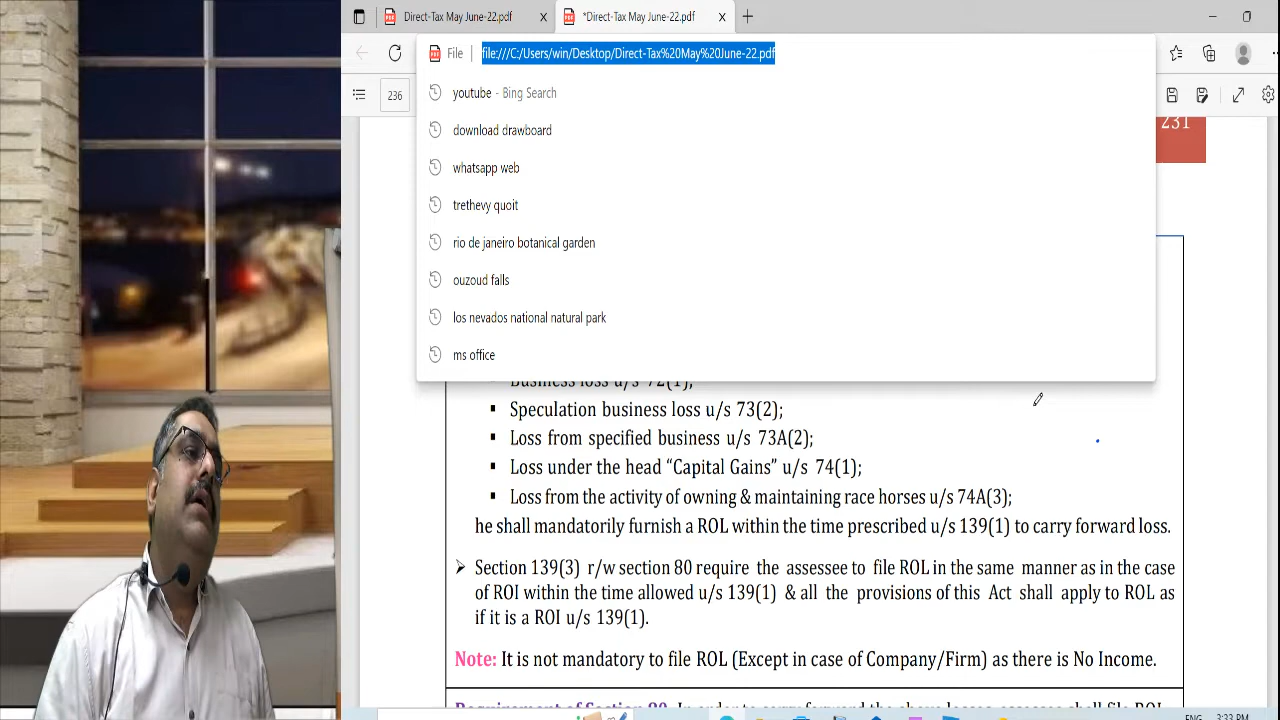 Direct-Tax May June-22.pdf
*Direct-Tax May June-22.pdf
File
file:///C:/Users/win/Desktop/Direct-Tax%20May%20June-22.pdf
236
231
youtube - Bing Search
download drawboard
whatsapp web
trethevy quoit
rio de janeiro botanical garden
ouzoud falls
los nevados national natural park
ms office
Business loss u/s 72(1);
▪ Speculation business loss u/s 73(2);
▪ Loss from specified business u/s 73A(2);
▪ Loss under the head “Capital Gains” u/s 74(1);
▪ Loss from the activity of owning & maintaining race horses u/s 74A(3);
he shall mandatorily furnish a ROL within the time prescribed u/s 139(1) to carry forward loss.
➢ Section 139(3) r/w section 80 require the assessee to file ROL in the same manner as in the case
of ROI within the time allowed u/s 139(1) & all the provisions of this Act shall apply to ROL as
if it is a ROI u/s 139(1).
Note: It is not mandatory to file ROL (Except in case of Company/Firm) as there is No Income.